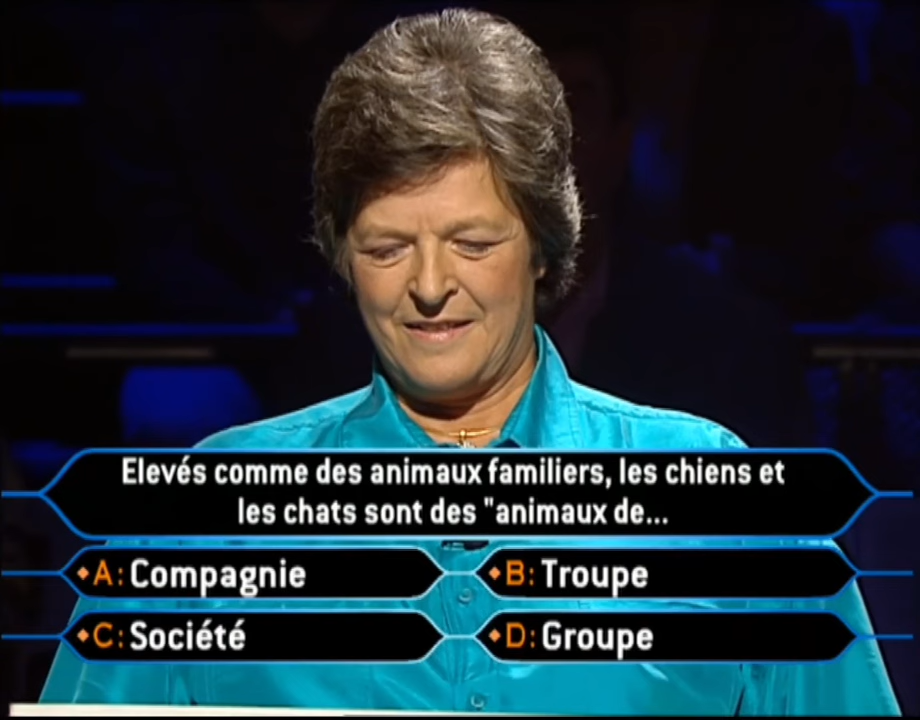 Elevés comme des animaux familiers, les chiens et
les chats sont des "animaux de...
A: Compagnie
B: Troupe
C: Société
D: Groupe